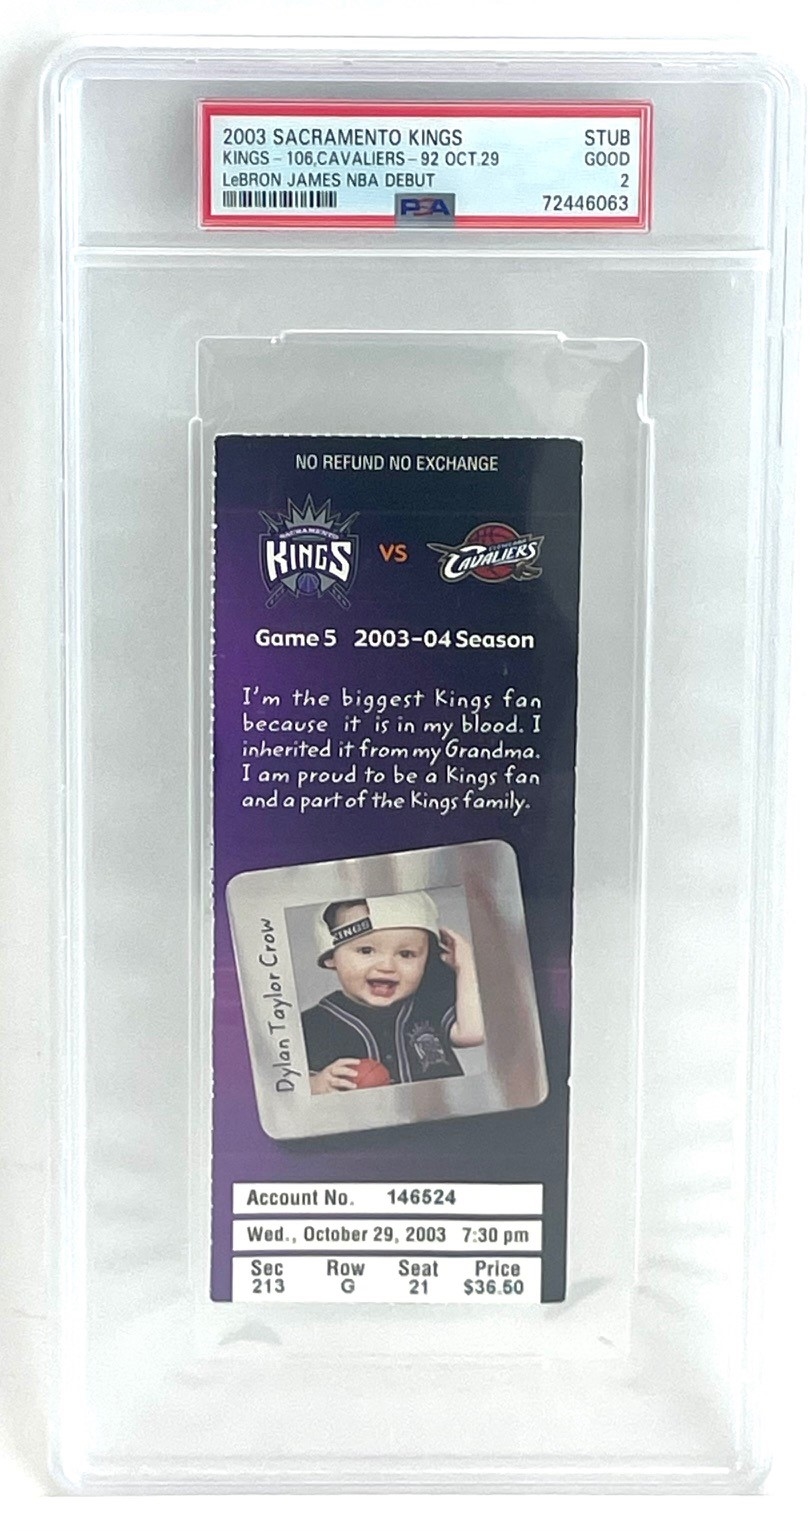 2003 SACRAMENTO KINGS STUB
KINGS - 106,CAVALIERS - 92 OCT.29 GOOD
LeBRON JAMES NBA DEBUT 2
PSA 72446063
NO REFUND NO EXCHANGE
SACRAMENTO
KINGS VS CLEVELAND
CAVALIERS
Game 5 2003-04 Season
I'm the biggest Kings fan
because it is in my blood. I
inherited it from my Grandma.
I am proud to be a Kings fan
and a part of the Kings family.
KINGS
Dylan Taylor Crow
Account No. 146524
Wed., October 29, 2003 7:30 pm
Sec Row Seat Price
213 G 21 $36.50